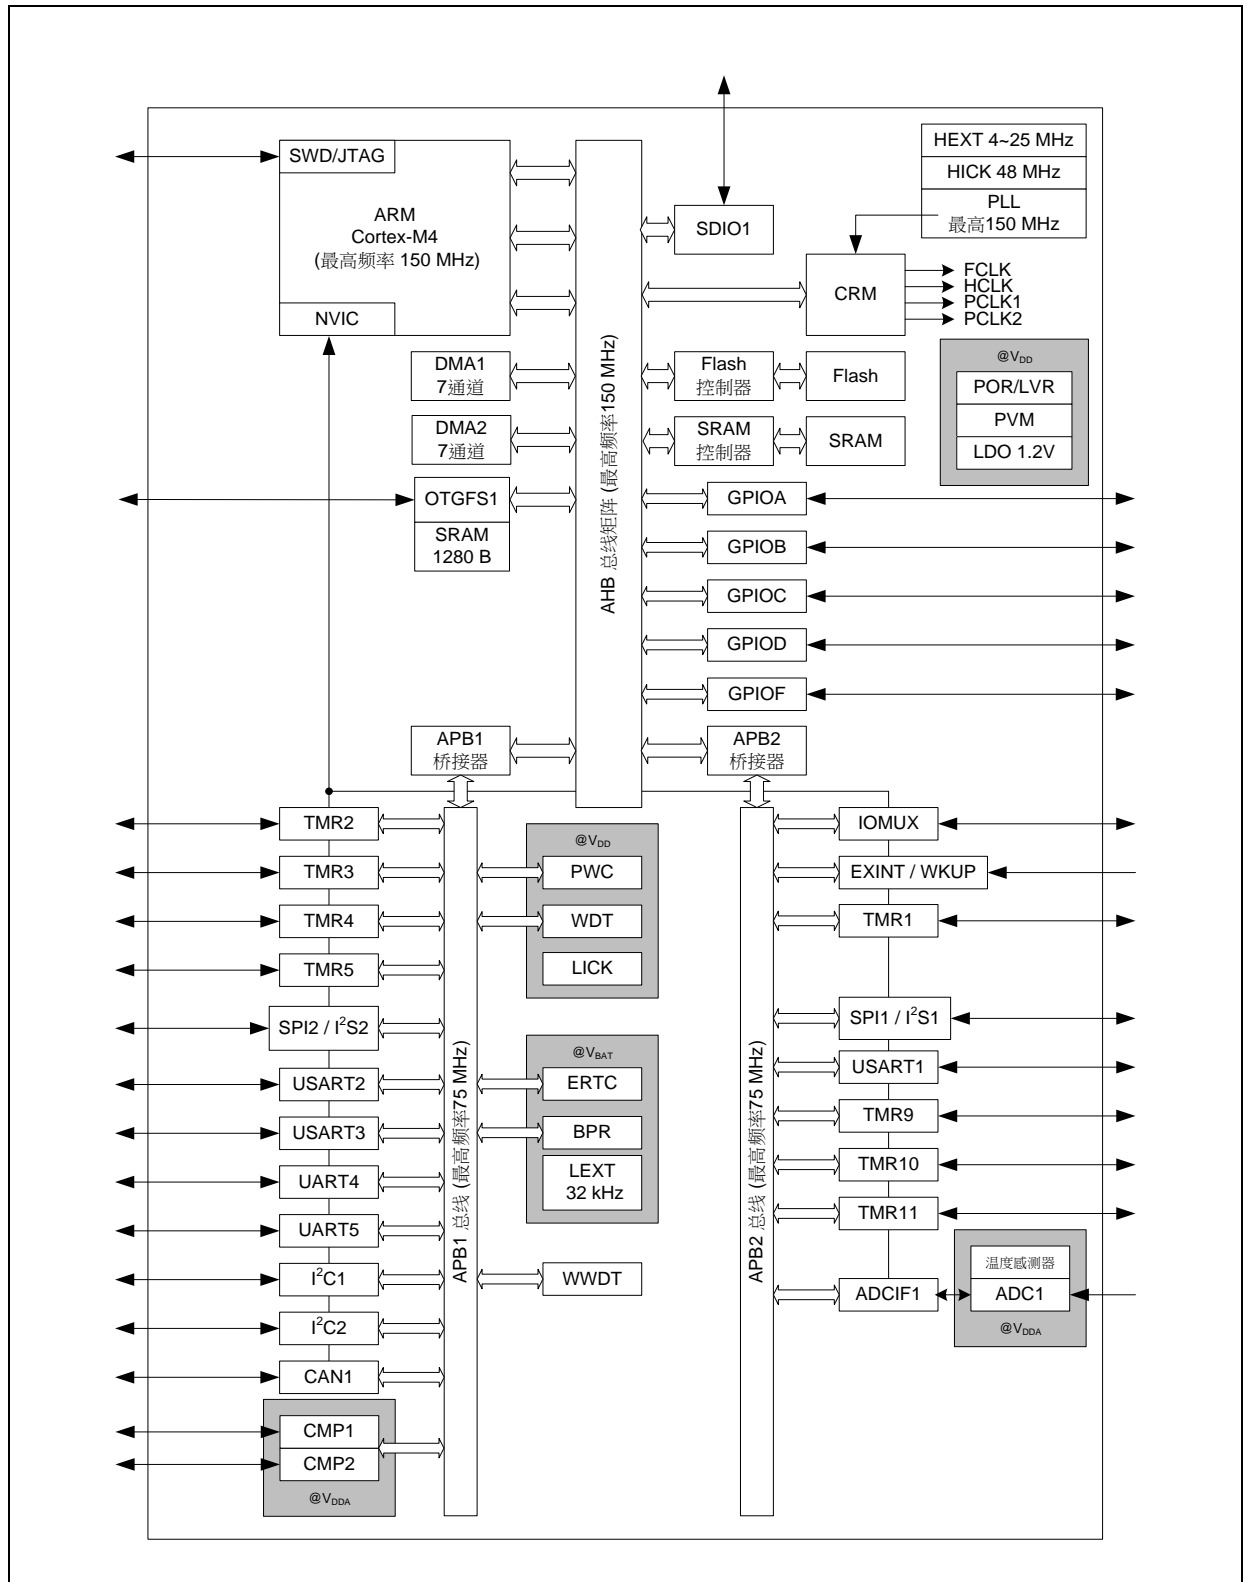 HEXT 4~25 MHz
HICK 48 MHz
PLL
最高150 MHz
SWD/JTAG
ARM
Cortex-M4
(最高频率 150 MHz)
NVIC
SDIO1
CRM
FCLK
HCLK
PCLK1
PCLK2
DMA1
7通道
DMA2
7通道
OTGFS1
SRAM
1280 B
AHB 总线矩阵 (最高频率150 MHz)
Flash
控制器
Flash
SRAM
控制器
SRAM
@VDD
POR/LVR
PVM
LDO 1.2V
GPIOA
GPIOB
GPIOC
GPIOD
GPIOF
APB1
桥接器
APB2
桥接器
TMR2
TMR3
TMR4
TMR5
SPI2 / I²S2
USART2
USART3
UART4
UART5
I²C1
I²C2
CAN1
CMP1
CMP2
@VDDA
APB1 总线 (最高频率75 MHz)
@VDD
PWC
WDT
LICK
@VBAT
ERTC
BPR
LEXT
32 kHz
WWDT
APB2 总线 (最高频率75 MHz)
IOMUX
EXINT / WKUP
TMR1
SPI1 / I²S1
USART1
TMR9
TMR10
TMR11
ADCIF1
温度感测器
ADC1
@VDDA